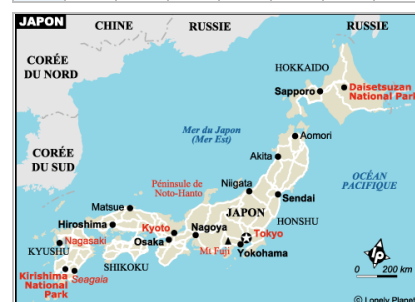 JAPON
CHINE
RUSSIE
RUSSIE
CORÉE
DU NORD
HOKKAIDO
Sapporo
Daisetsuzan
National Park
Mer du Japon
(Mer Est)
Aomori
CORÉE
DU SUD
Akita
OCÉAN
PACIFIQUE
Péninsule de
Noto-Hanto
Niigata
Matsue
Sendai
JAPON
HONSHU
Hiroshima
Kyoto
Nagoya
Tokyo
KYUSHU
Nagasaki
Osaka
Mt Fuji
Yokohama
SHIKOKU
Kirishima
National
Park
Seagaia
0 200 km
© Lonely Planet